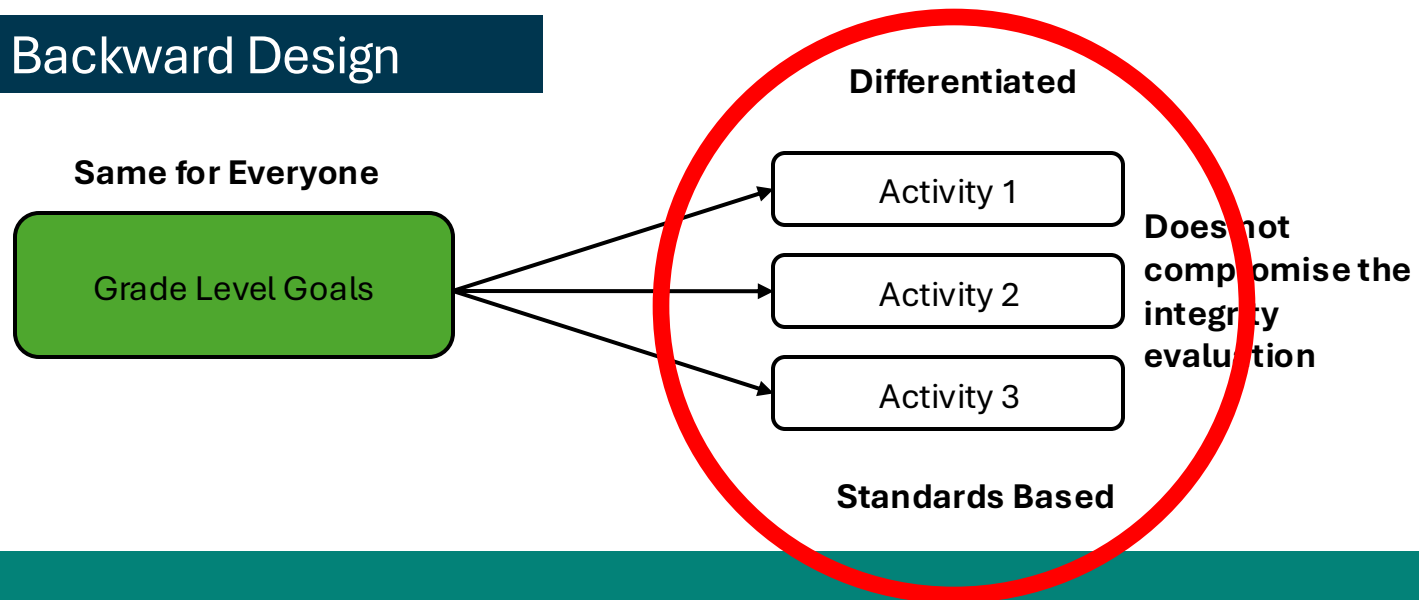 Backward Design
Differentiated
Same for Everyone
Grade Level Goals
Activity 1
Activity 2
Activity 3
Does not
compromise the
integrity
evaluation
Standards Based